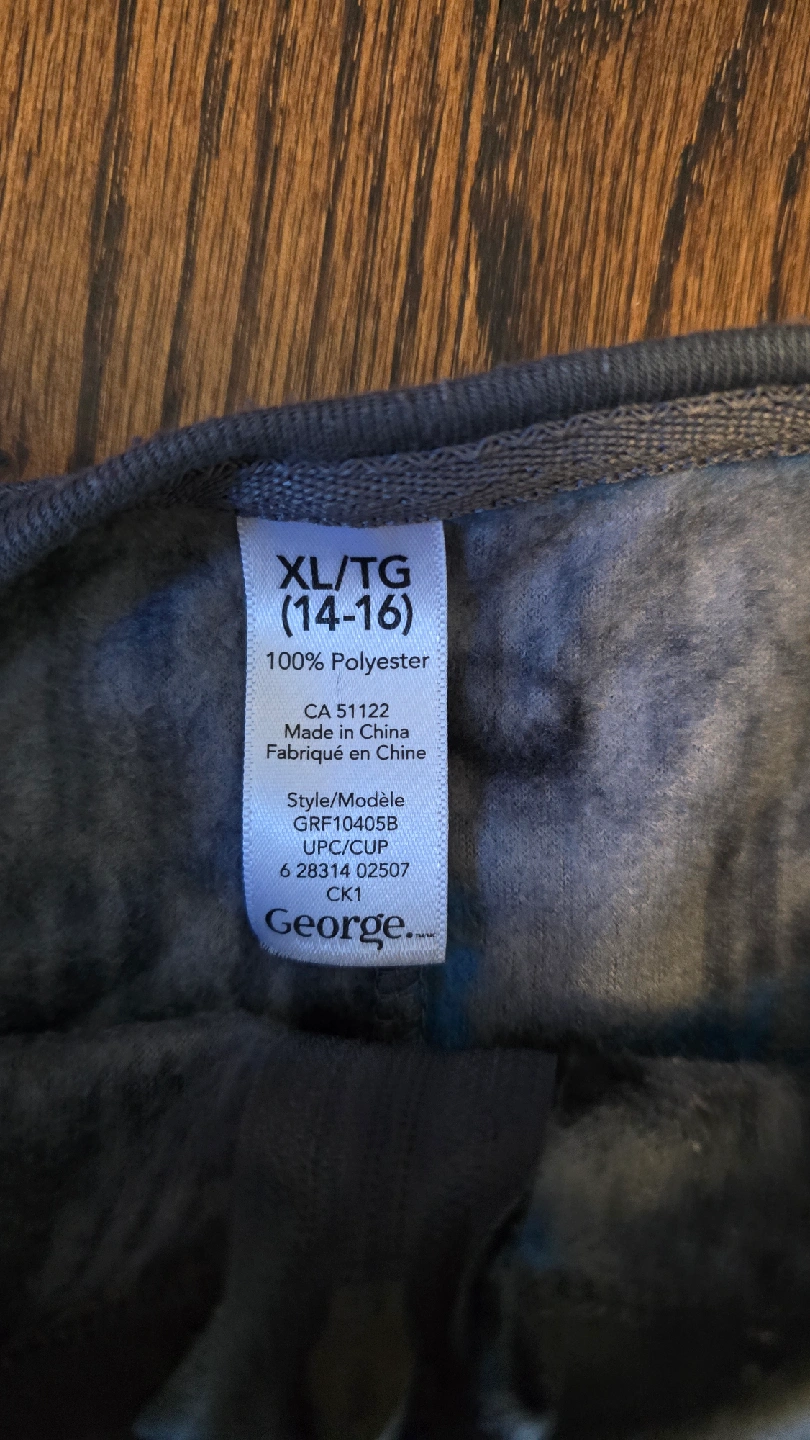 XL/TG
(14-16)
100% Polyester
CA 51122
Made in China
Fabriqué en Chine
Style/Modèle
GRF10405B
UPC/CUP
6 28314 02507
CK1
George.